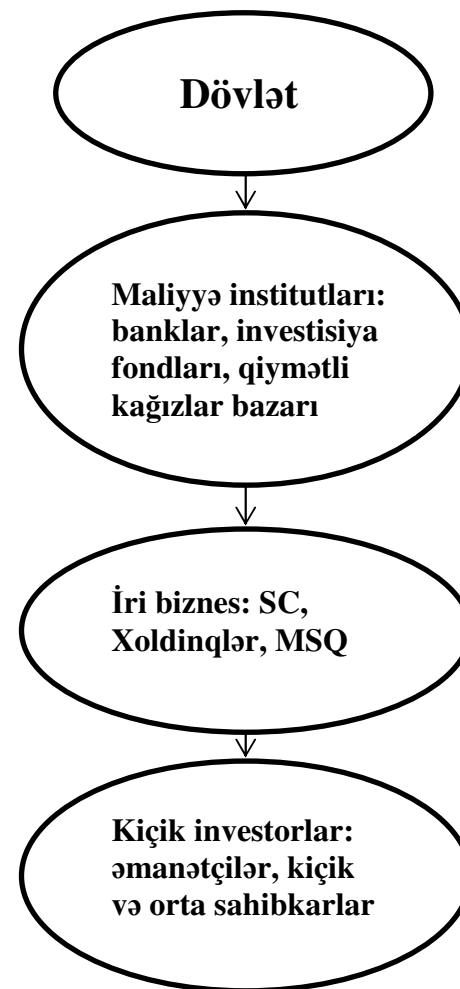 Dövlət
Maliyyə institutları:
banklar, investisiya
fondları, qiymətli
kağızlar bazarı
İri biznes: SC,
Xoldinqlər, MSQ
Kiçik investorlar:
əmanətçilər, kiçik
və orta sahibkarlar